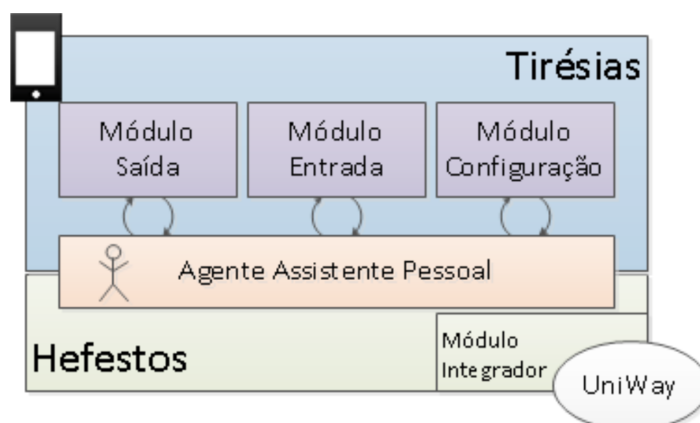 Tirésias
Módulo
Saída
Módulo
Entrada
Módulo
Configuração
Agente Assistente Pessoal
Hefestos
Módulo
Integrador
UniWay